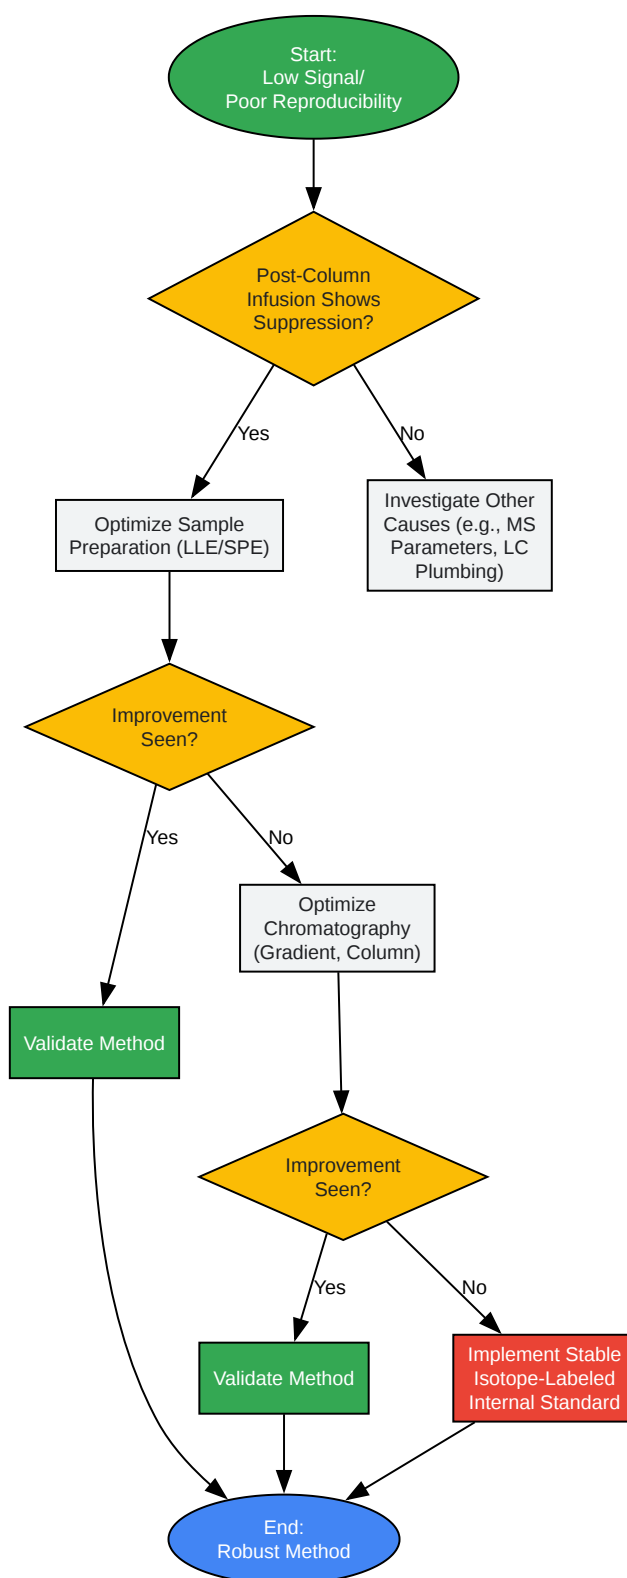 Start:
Low Signal/
Poor Reproducibility
Post-Column
Infusion Shows
Suppression?
Yes
No
Optimize Sample
Preparation (LLE/SPE)
Investigate Other
Causes (e.g., MS
Parameters, LC
Plumbing)
Improvement
Seen?
Yes
No
Optimize
Chromatography
(Gradient, Column)
Validate Method
Improvement
Seen?
Yes
No
Validate Method
Implement Stable
Isotope-Labeled
Internal Standard
End:
Robust Method